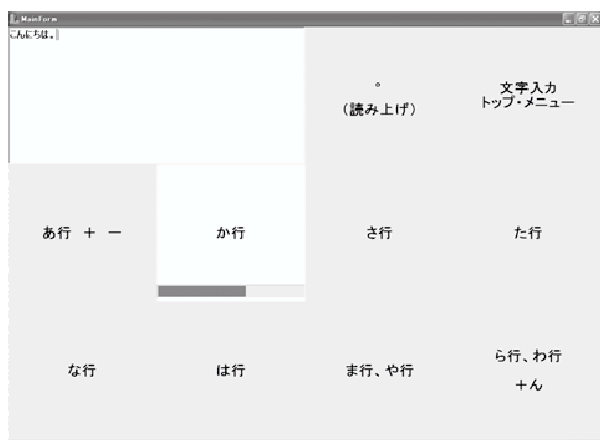 MainForm
こんにちは。
。
(読み上げ)
文字入力
トップ・メニュー
あ行 + ー
か行
さ行
た行
な行
は行
ま行、や行
ら行、わ行
+ん